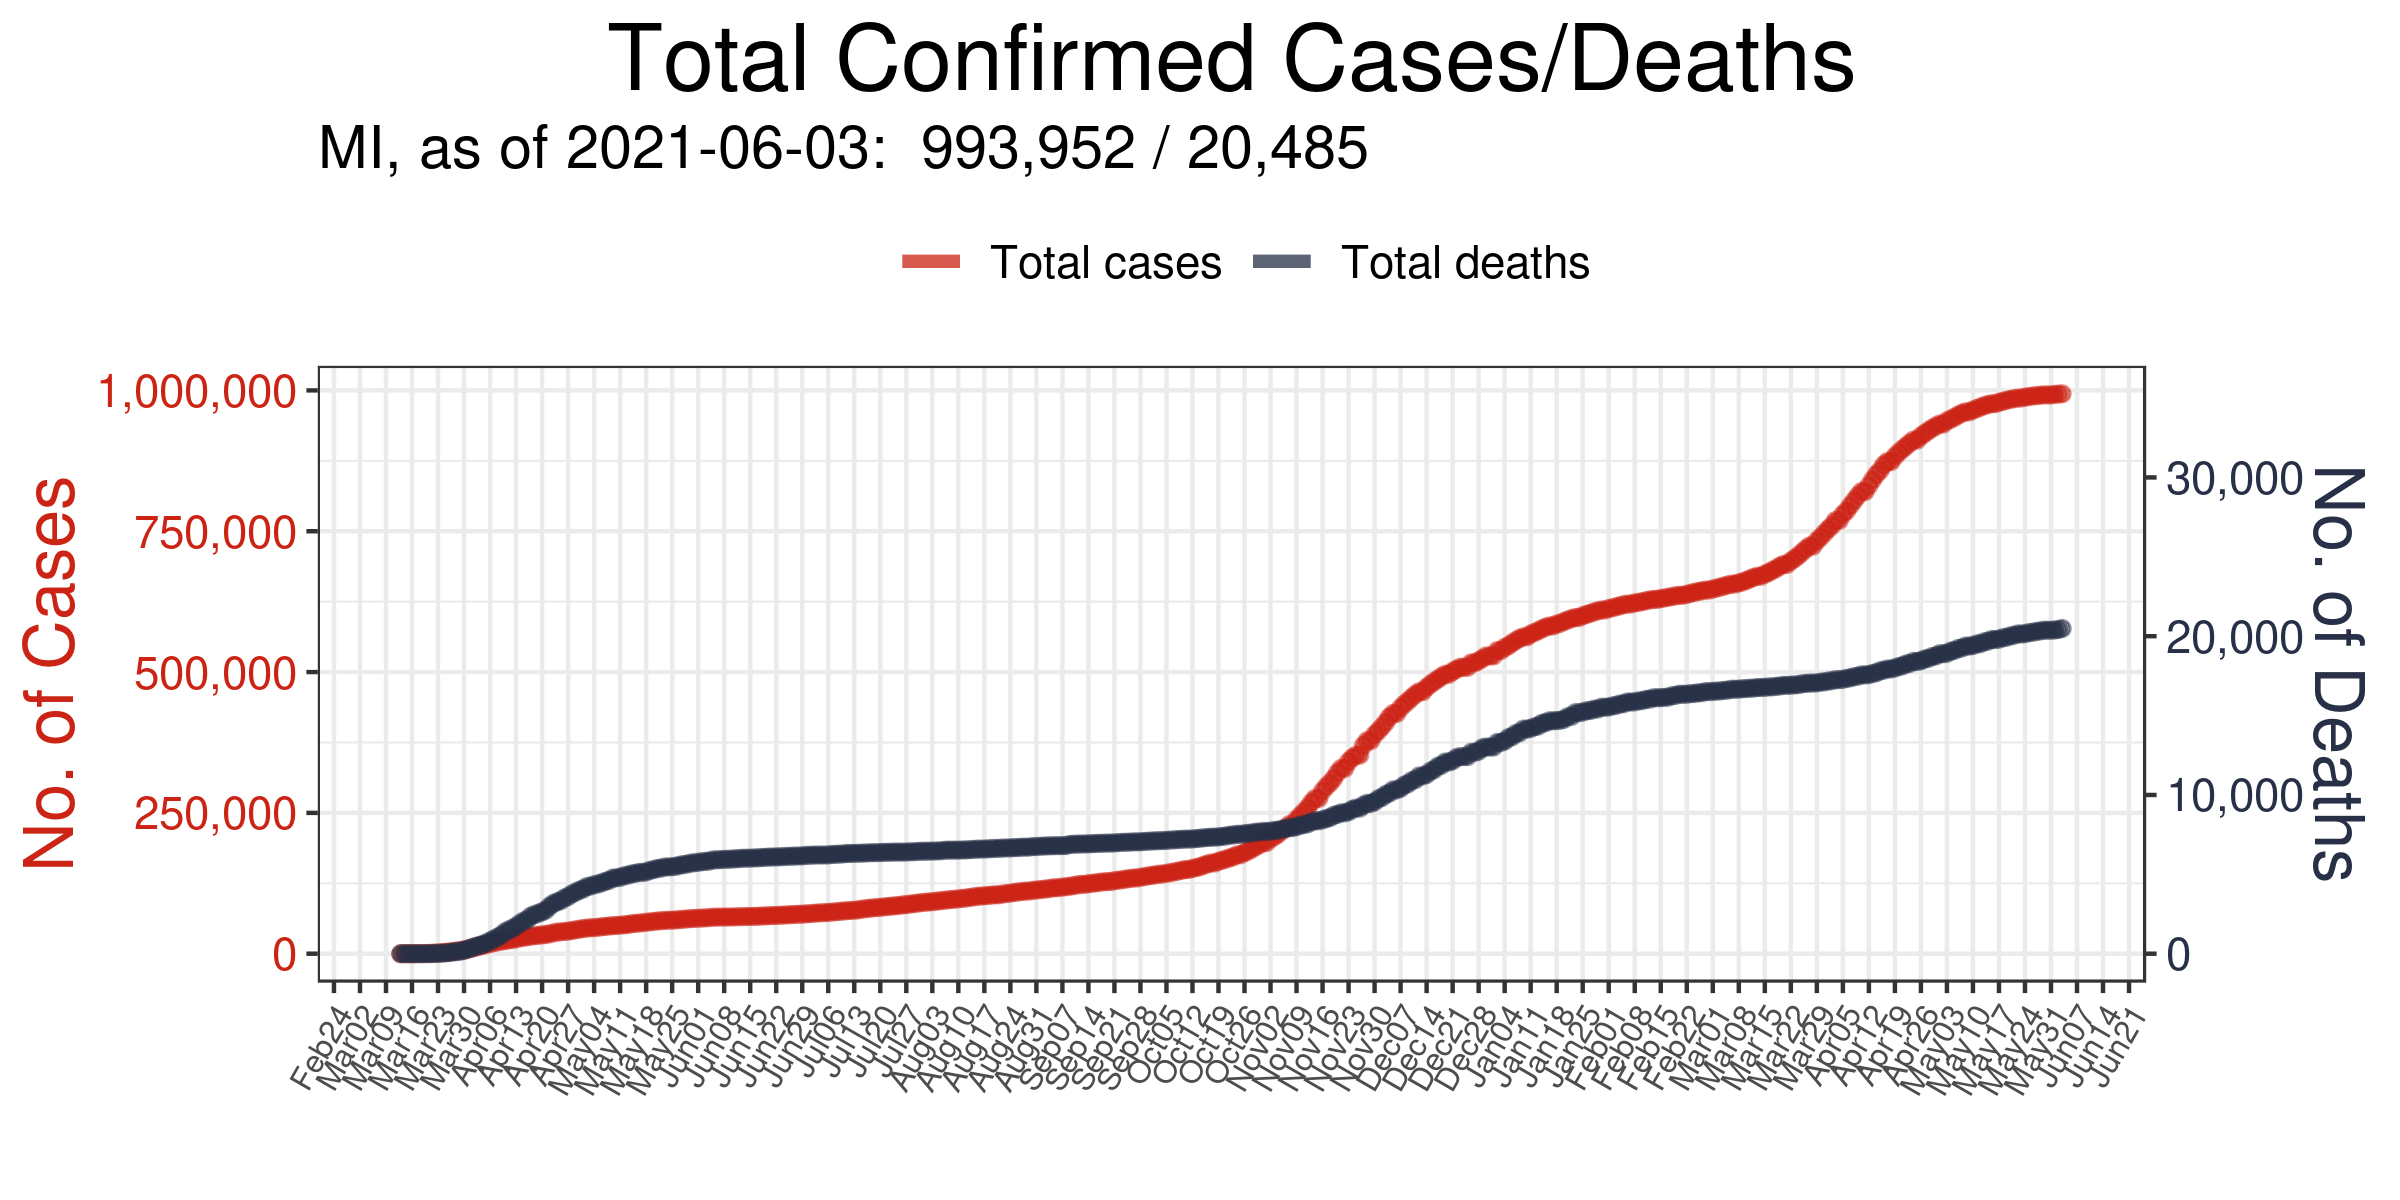 Total Confirmed Cases/Deaths
MI, as of 2021-06-03:  993,952 / 20,485
Total cases
Total deaths
No. of Cases
1,000,000
750,000
500,000
250,000
0
30,000
20,000
10,000
0
No. of Deaths
Feb24
Mar02
Mar09
Mar16
Mar23
Mar30
Apr06
Apr13
Apr20
Apr27
May04
May11
May18
May25
Jun01
Jun08
Jun15
Jun22
Jun29
Jul06
Jul13
Jul20
Jul27
Aug03
Aug10
Aug17
Aug24
Aug31
Sep07
Sep14
Sep21
Sep28
Oct05
Oct12
Oct19
Oct26
Nov02
Nov09
Nov16
Nov23
Nov30
Dec07
Dec14
Dec21
Dec28
Jan04
Jan11
Jan18
Jan25
Feb01
Feb08
Feb15
Feb22
Mar01
Mar08
Mar15
Mar22
Mar29
Apr05
Apr12
Apr19
Apr26
May03
May10
May17
May24
May31
Jun07
Jun14
Jun21